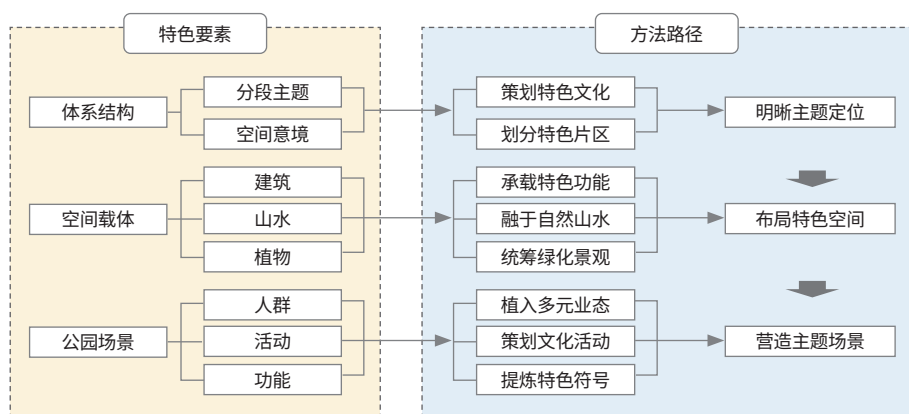 特色要素
方法路径
体系结构
分段主题
空间意境
策划特色文化
划分特色片区
明晰主题定位
空间载体
建筑
山水
植物
承载特色功能
融于自然山水
统筹绿化景观
布局特色空间
公园场景
人群
活动
功能
植入多元业态
策划文化活动
提炼特色符号
营造主题场景